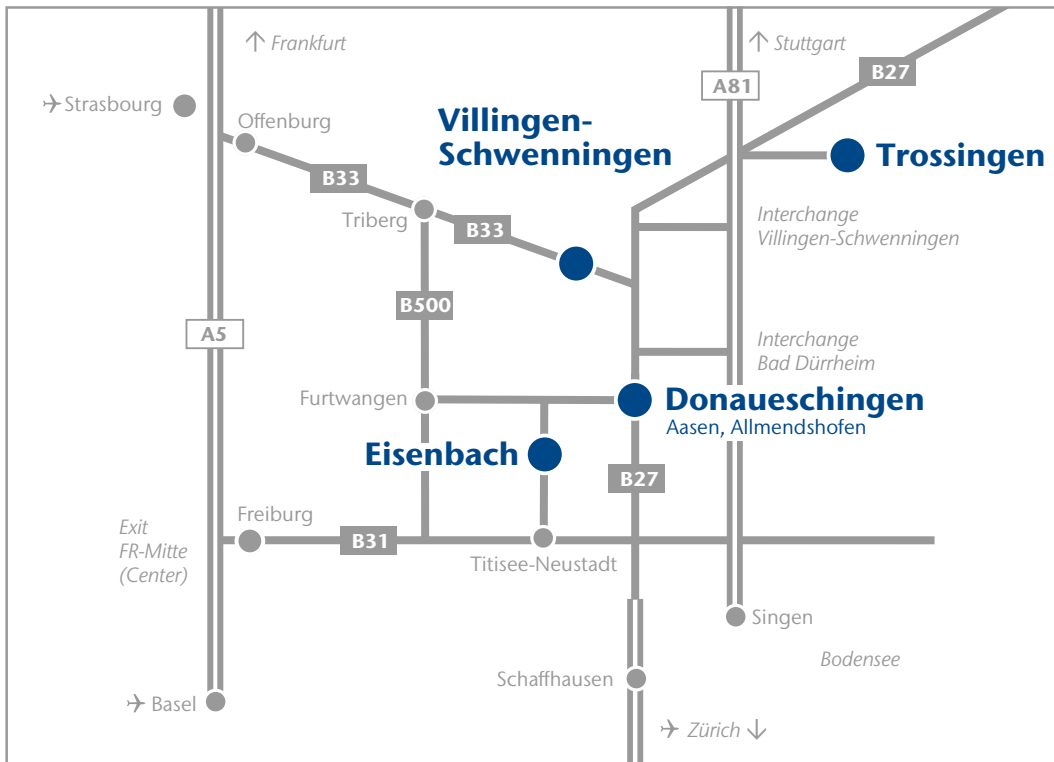 Frankfurt
Stuttgart
B27
A81
Strasbourg
Offenburg
Villingen-
Schwenningen
Trossingen
B33
Triberg
B33
Interchange
Villingen-Schwenningen
B500
A5
Interchange
Bad Dürrheim
Furtwangen
Donaueschingen
Aasen, Allmendshofen
Eisenbach
B27
Exit
FR-Mitte
(Center)
Freiburg
B31
Titisee-Neustadt
Singen
Bodensee
Schaffhausen
Basel
Zürich